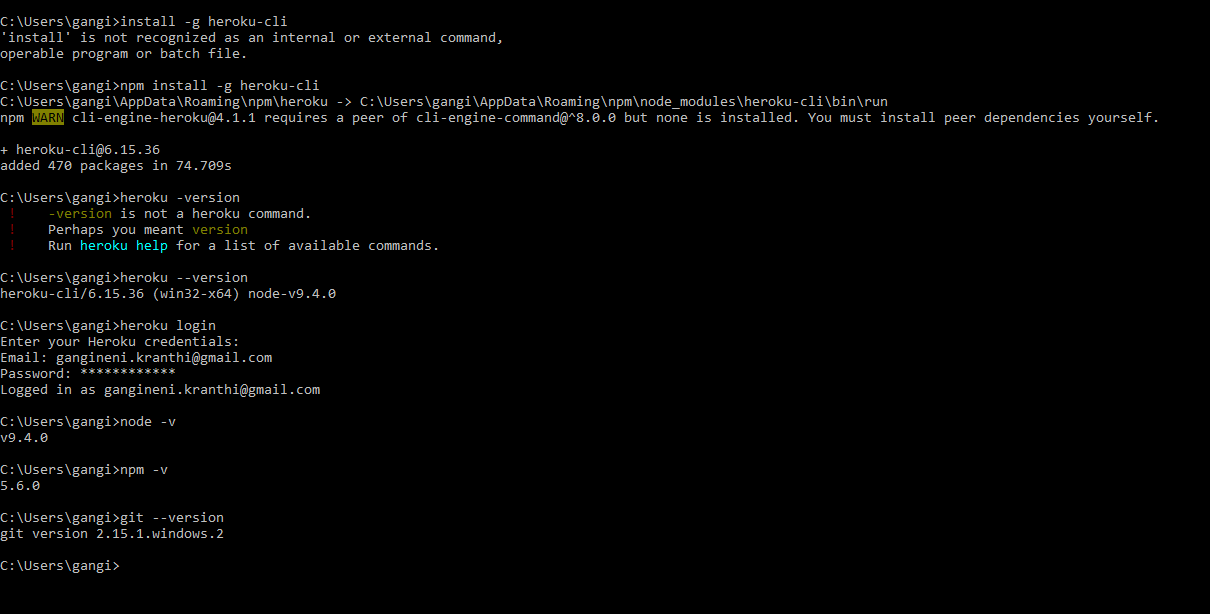 C:\Users\gangi>install -g heroku-cli
'install' is not recognized as an internal or external command,
operable program or batch file.
C:\Users\gangi>npm install -g heroku-cli
C:\Users\gangi\AppData\Roaming\npm\heroku -> C:\Users\gangi\AppData\Roaming\npm\node_modules\heroku-cli\bin\run
npm WARN cli-engine-heroku@4.1.1 requires a peer of cli-engine-command@^8.0.0 but none is installed. You must install peer dependencies yourself.
+ heroku-cli@6.15.36
added 470 packages in 74.709s
C:\Users\gangi>heroku -version
! -version is not a heroku command.
! Perhaps you meant version
! Run heroku help for a list of available commands.
C:\Users\gangi>heroku --version
heroku-cli/6.15.36 (win32-x64) node-v9.4.0
C:\Users\gangi>heroku login
Enter your Heroku credentials:
Email: gangineni.kranthi@gmail.com
Password: ************
Logged in as gangineni.kranthi@gmail.com
C:\Users\gangi>node -v
v9.4.0
C:\Users\gangi>npm -v
5.6.0
C:\Users\gangi>git --version
git version 2.15.1.windows.2
C:\Users\gangi>